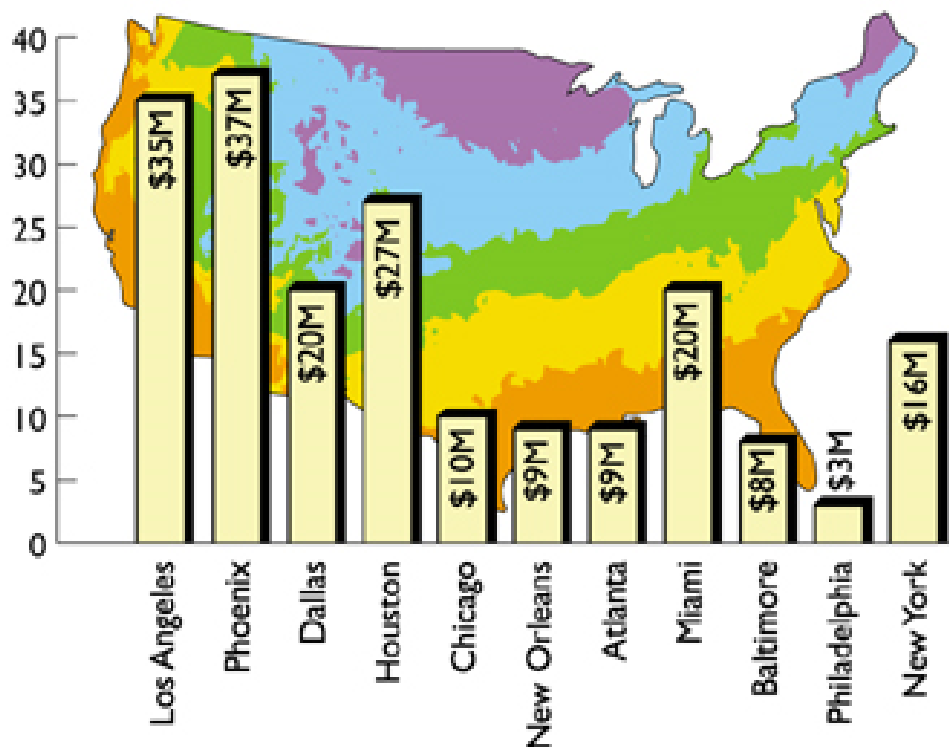 40
35
30
25
20
15
10
5
0
$35M
$37M
$20M
$27M
$10M
$9M
$9M
$20M
$8M
$3M
$16M
Los Angeles
Phoenix
Dallas
Houston
Chicago
New Orleans
Atlanta
Miami
Baltimore
Philadelphia
New York